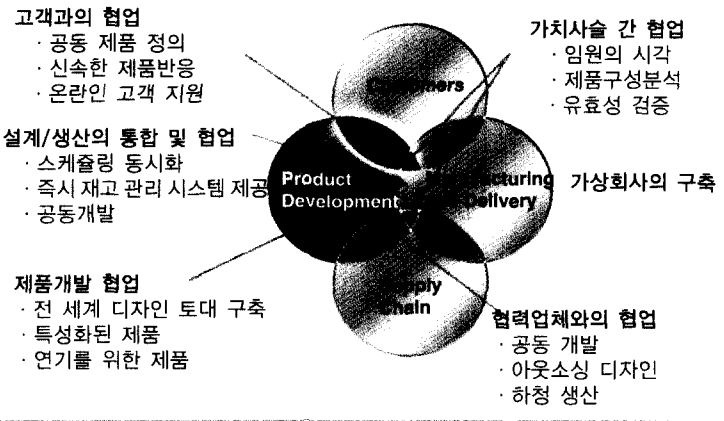 고객과의 협업
· 공동 제품 정의
· 신속한 제품반응
· 온란인 고객 지원
가치사슬 간 협업
· 임원의 시각
· 제품구성분석
· 유효성 검증
설계/생산의 통합 및 협업
· 스케쥴링 동시화
· 즉시 재고 관리 시스템 제공
· 공동개발
Product
Development
Delivery
가상회사의 구축
제품개발 협업
· 전 세계 디자인 토대 구축
· 특성화된 제품
· 연기를 위한 제품
Chain
협력업체와의 협업
· 공동 개발
· 아웃소싱 디자인
· 하청 생산